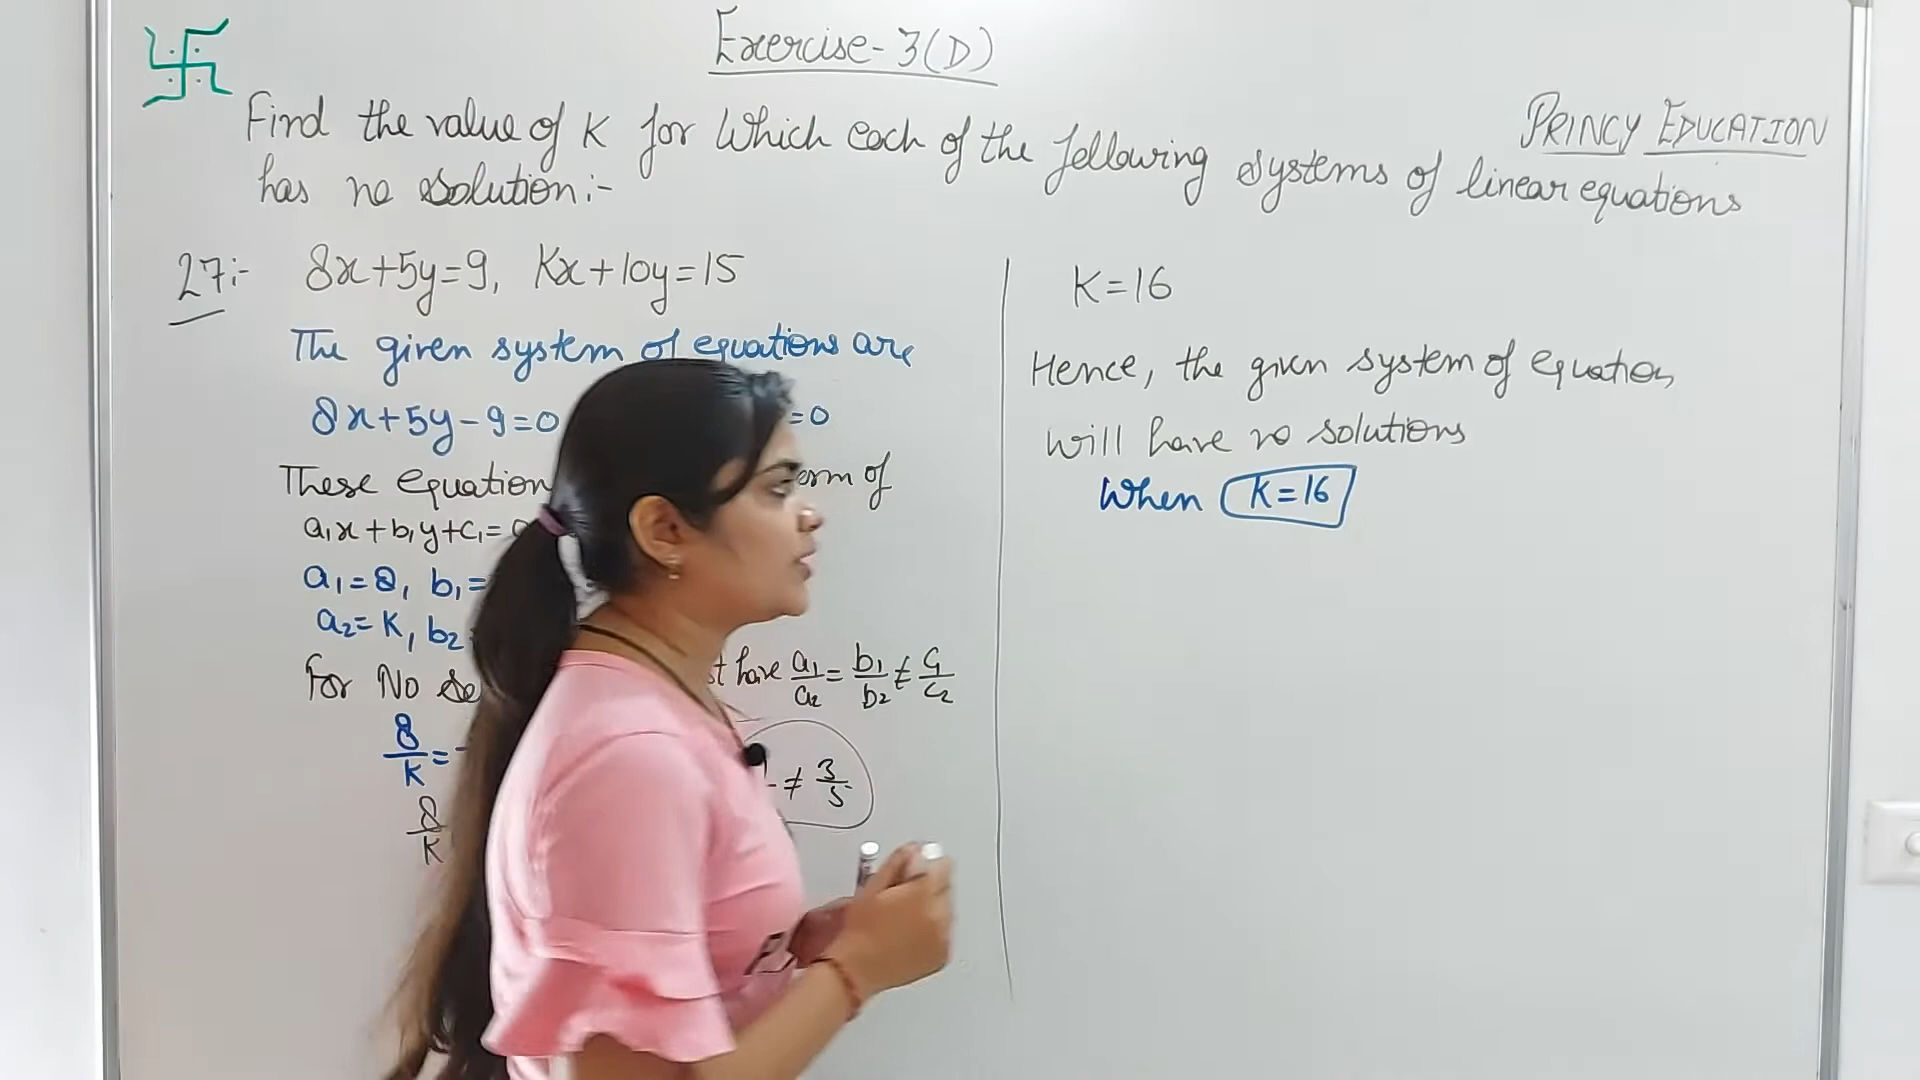 Exercise-3(D)
PRINCY EDUCATION
Find the value of K for Which each of the following systems of linear equations
has no solution:-
27:- 8x+5y=9, Kx+10y=15
The given system of equations are
8x+5y-9=0 =0
These equation of
a₁x+b₁y+c₁=
a₁=8, b₁=
a₂=K, b₂
For No have a₁/a₂ = b₁/b₂ ≠ c₁/c₂
8/K =
≠ 3/5
8/K
K=16
Hence, the given system of equation
will have no solutions
When K=16